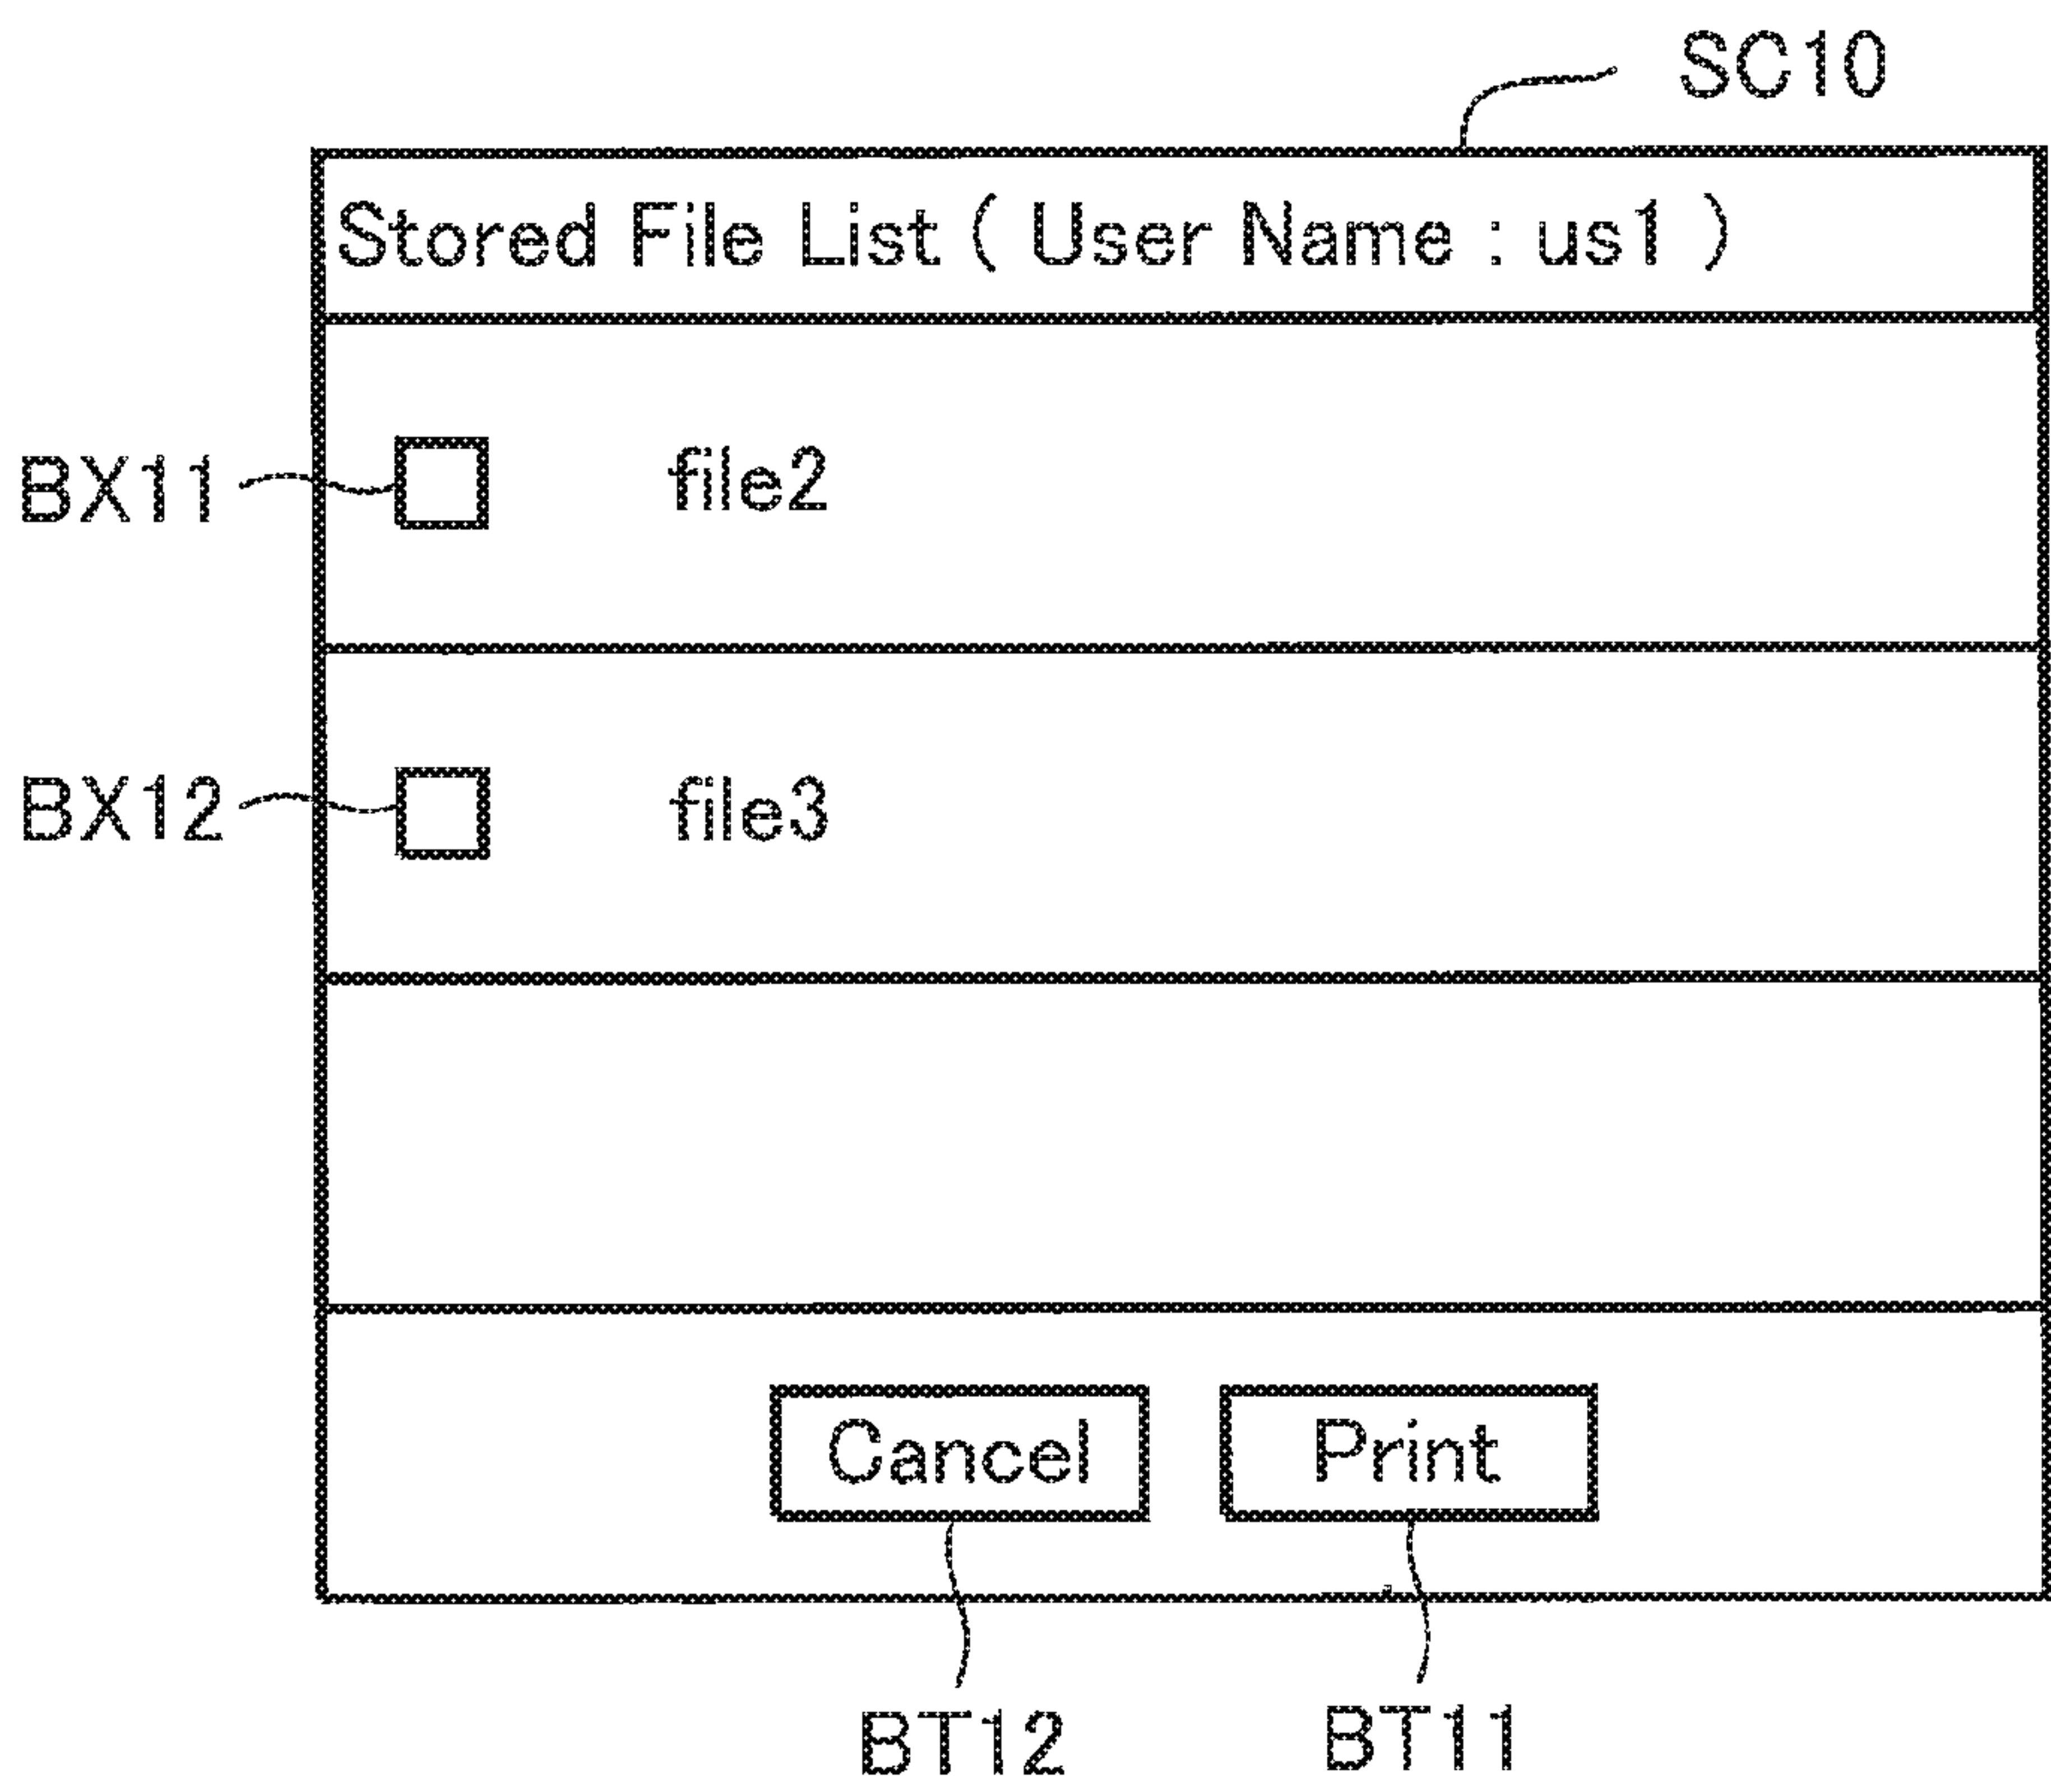 SC10
Stored File List ( User Name : us1 )
BX11 file2
BX12 file3
Cancel Print
BT12 BT11